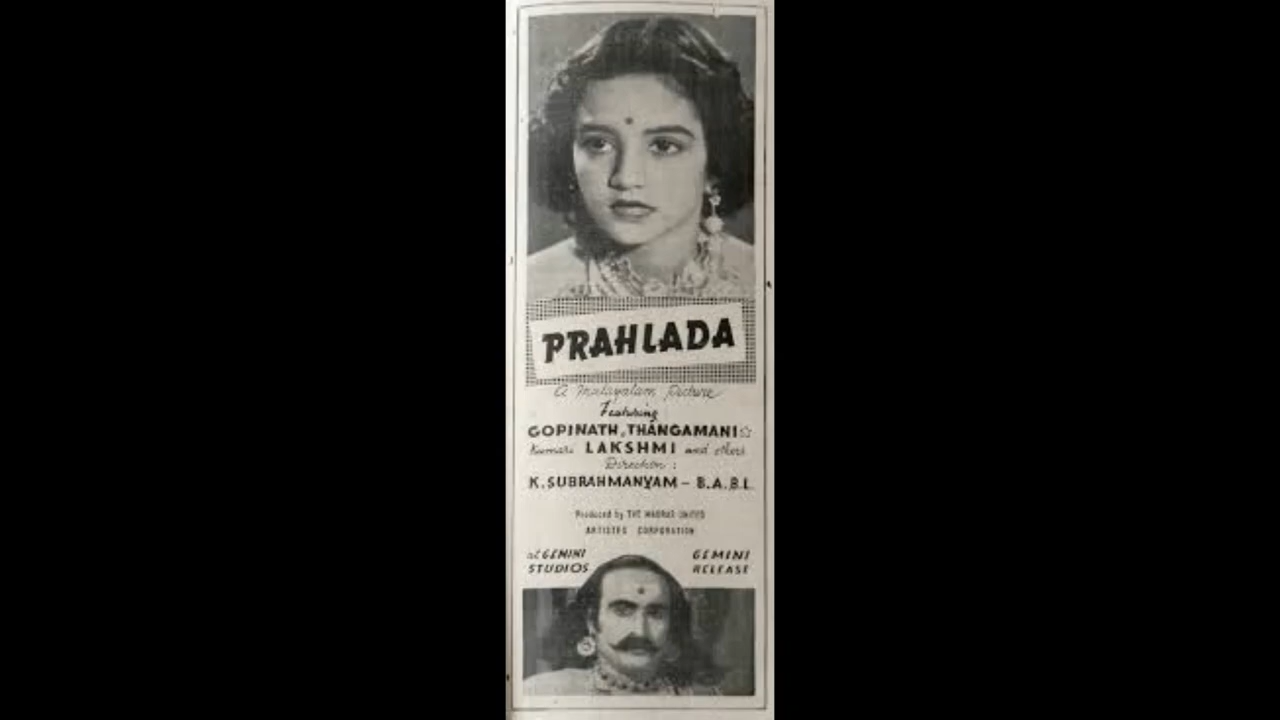 PRAHLADA
A Malayalam Picture
Featuring
GOPINATH, THANGAMANI
Kumari LAKSHMI and others
Direction :
K. SUBRAHMANYAM – B.A.B.L.
Produced by THE MADRAS UNITED
ARTISTES CORPORATION
at GEMINI
STUDIOS
GEMINI
RELEASE